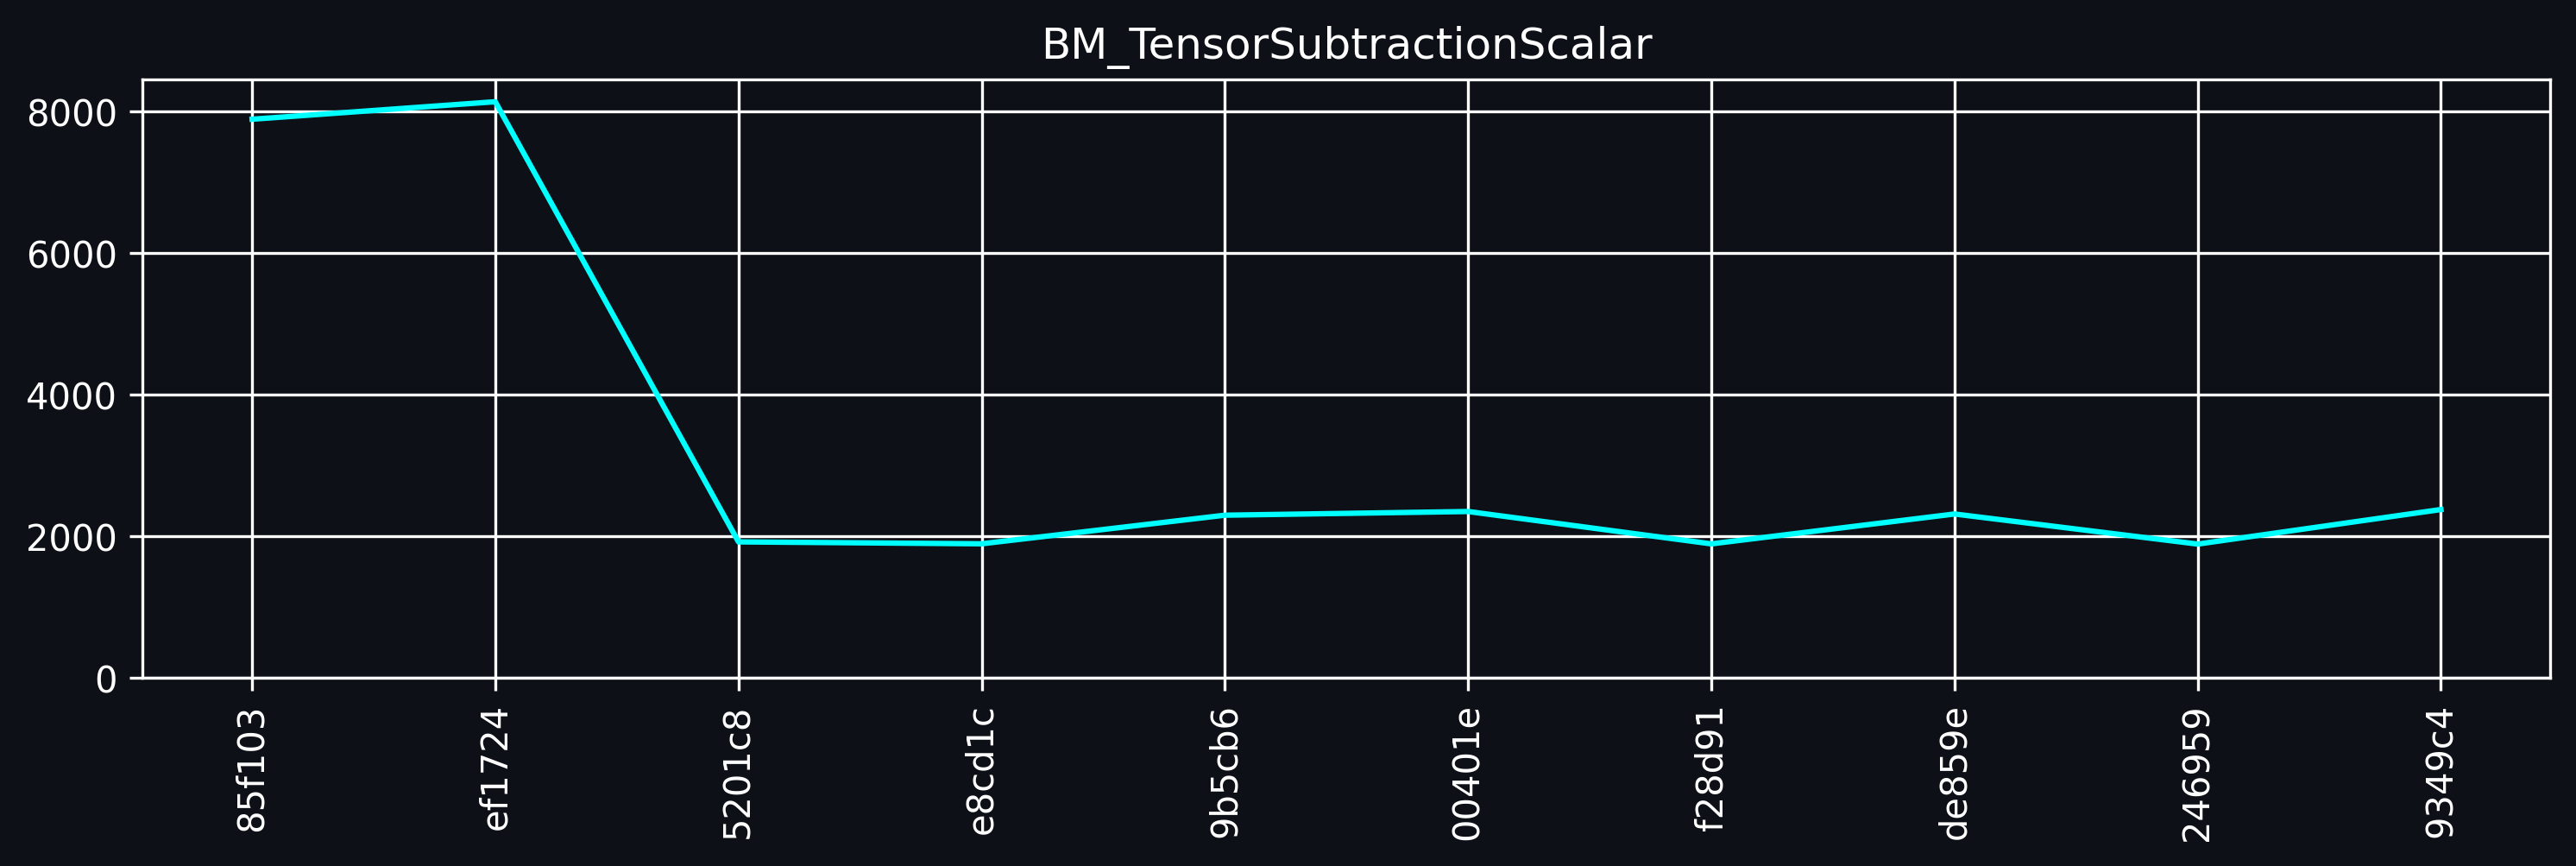 BM_TensorSubtractionScalar
8000
6000
4000
2000
0
85f103
ef1724
5201c8
e8cd1c
9b5cb6
00401e
f28d91
de859e
246959
9349c4